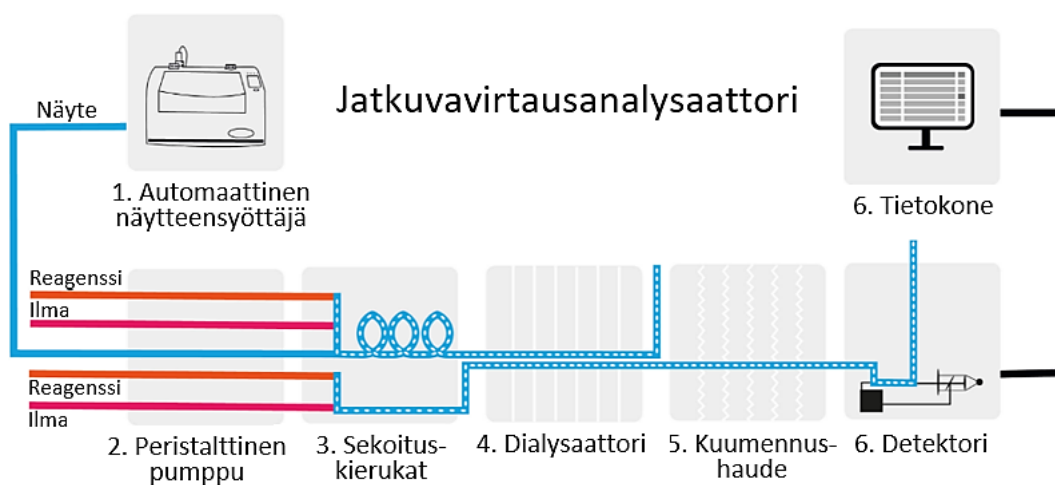 Jatkuvavirtausanalysaattori
Näyte
1. Automaattinen
näytteensyöttäjä
6. Tietokone
Reagenssi
Ilma
Reagenssi
Ilma
2. Peristalttinen
pumppu
3. Sekoitus-
kierukat
4. Dialysaattori
5. Kuumennus-
haude
6. Detektori